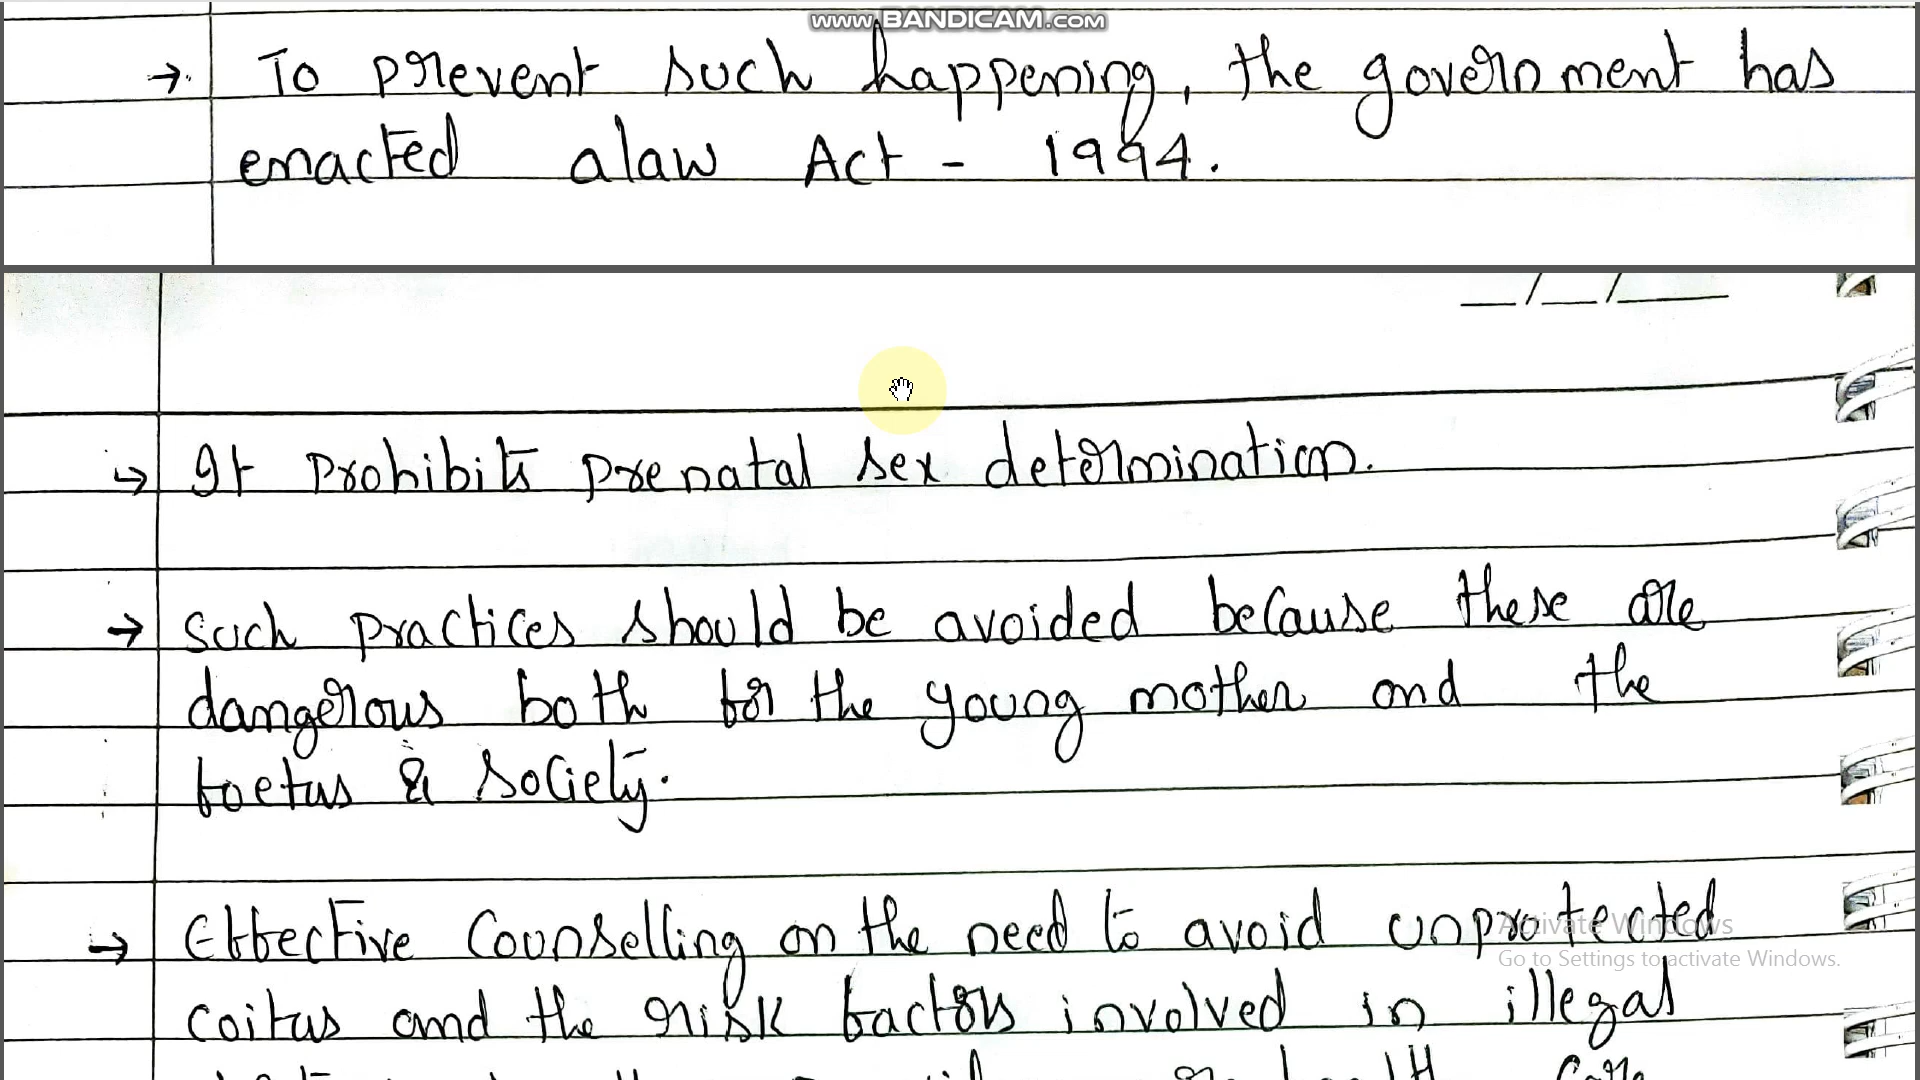 www.BANDICAM.com
→ To prevent such happening, the government has
enacted a law Act - 1994.
__/__/____
→ It prohibits prenatal sex determination.
→ Such practices should be avoided because these are
dangerous both for the young mother and the
foetus & society.
→ Effective Counselling on the need to avoid unprotected
Activate Windows
Go to Settings to activate Windows.
coitus and the risk factors involved in illegal